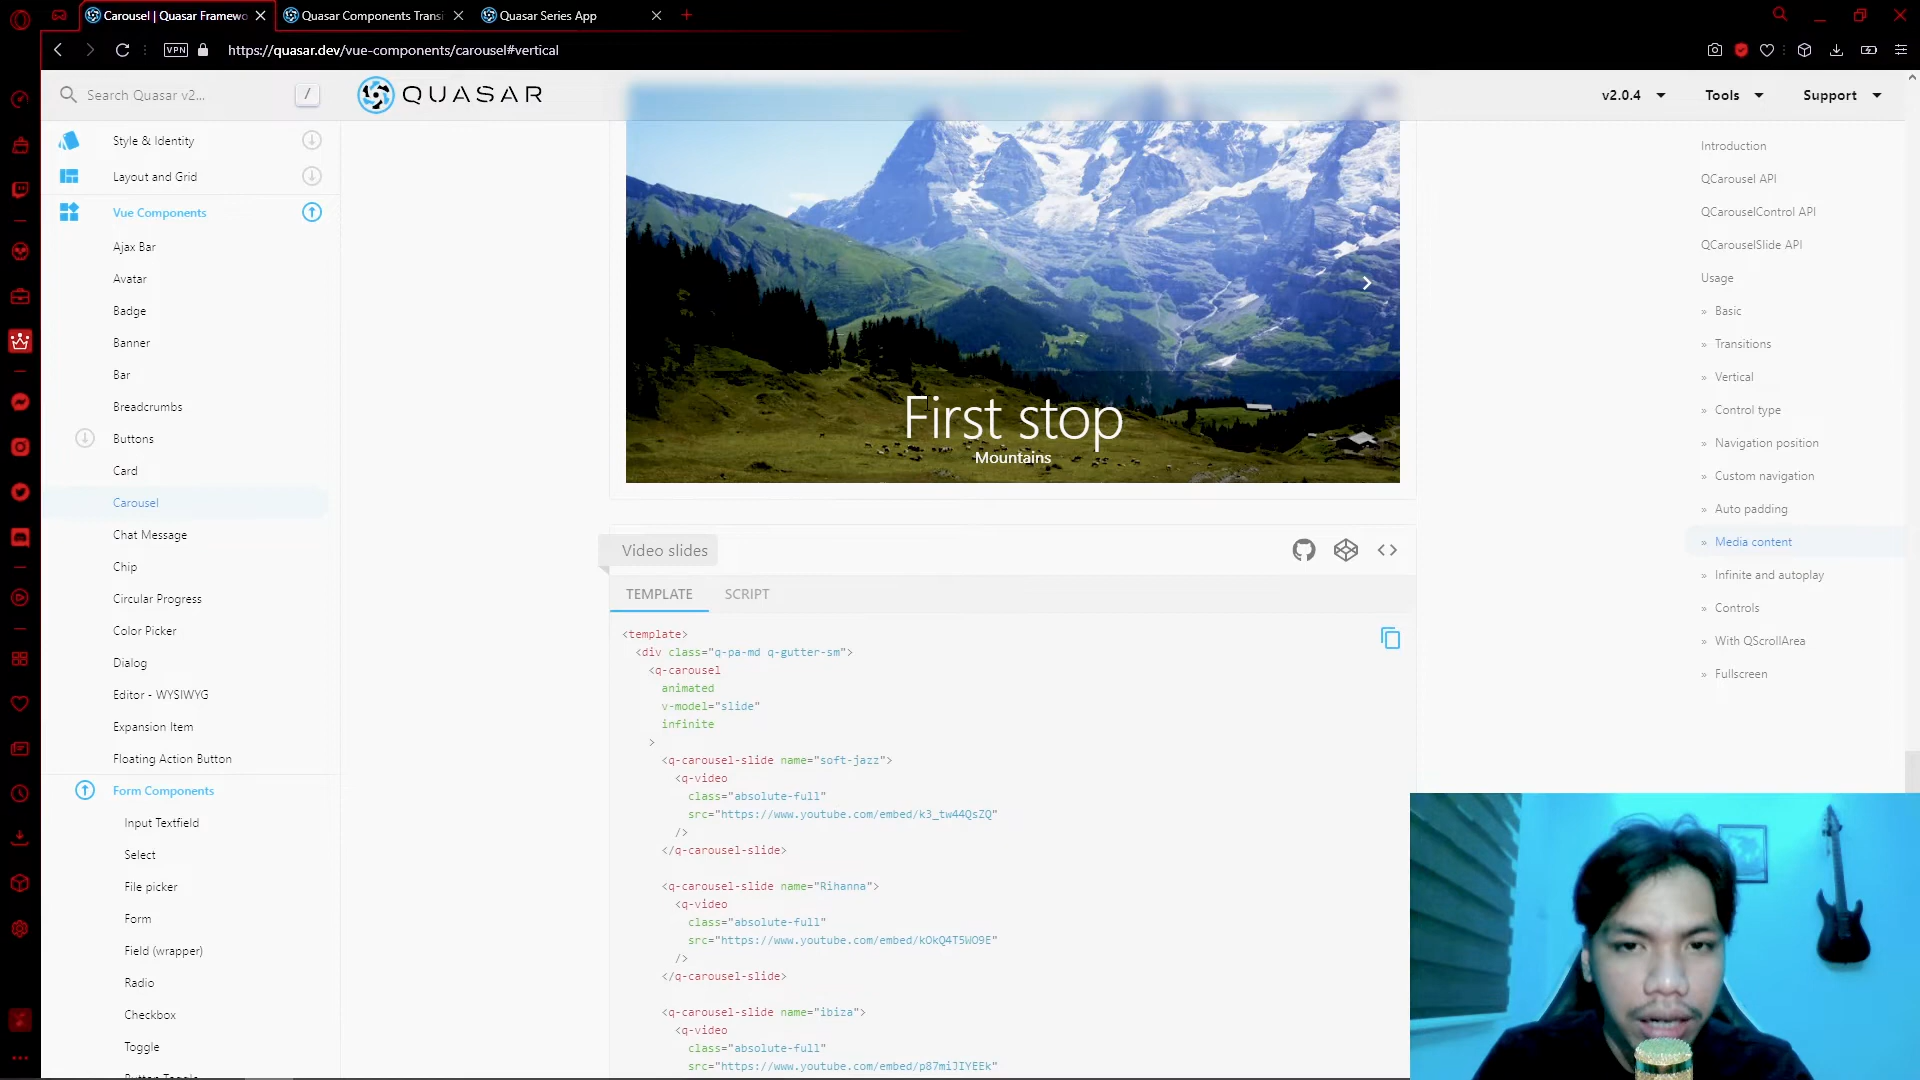 Carousel | Quasar Framewo
Quasar Components Transi
Quasar Series App
VPN
https://quasar.dev/vue-components/carousel#vertical
Search Quasar v2...
/
QUASAR
v2.0.4
Tools
Support
Style & Identity
Layout and Grid
Vue Components
Ajax Bar
Avatar
Badge
Banner
Bar
Breadcrumbs
Buttons
Card
Carousel
Chat Message
Chip
Circular Progress
Color Picker
Dialog
Editor - WYSIWYG
Expansion Item
Floating Action Button
Form Components
Input Textfield
Select
File picker
Form
Field (wrapper)
Radio
Checkbox
Toggle
Button Toggle
First stop
Mountains
Video slides
TEMPLATE
SCRIPT
<template>
<div class="q-pa-md q-gutter-sm">
<q-carousel
animated
v-model="slide"
infinite
>
<q-carousel-slide name="soft-jazz">
<q-video
class="absolute-full"
src="https://www.youtube.com/embed/k3_tw44QsZQ"
/>
</q-carousel-slide>
<q-carousel-slide name="Rihanna">
<q-video
class="absolute-full"
src="https://www.youtube.com/embed/kOkQ4T5WO9E"
/>
</q-carousel-slide>
<q-carousel-slide name="ibiza">
<q-video
class="absolute-full"
src="https://www.youtube.com/embed/p87miJIYEEk"
Introduction
QCarousel API
QCarouselControl API
QCarouselSlide API
Usage
» Basic
» Transitions
» Vertical
» Control type
» Navigation position
» Custom navigation
» Auto padding
» Media content
» Infinite and autoplay
» Controls
» With QScrollArea
» Fullscreen